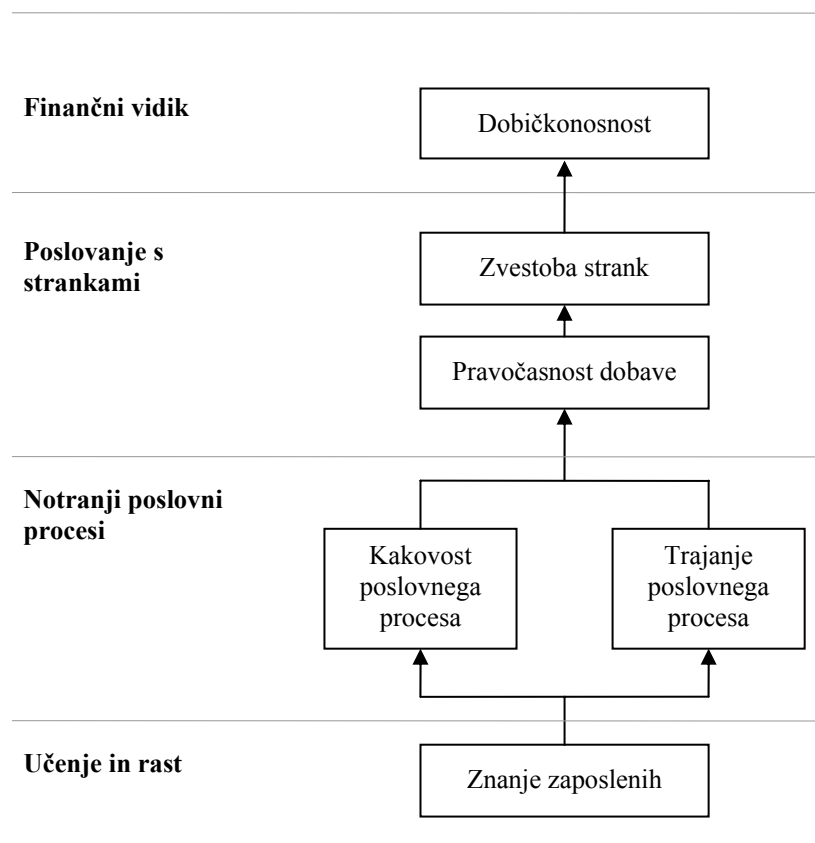 Finančni vidik
Dobičkonosnost
Poslovanje s
strankami
Zvestoba strank
Pravočasnost dobave
Notranji poslovni
procesi
Kakovost
poslovnega
procesa
Trajanje
poslovnega
procesa
Učenje in rast
Znanje zaposlenih